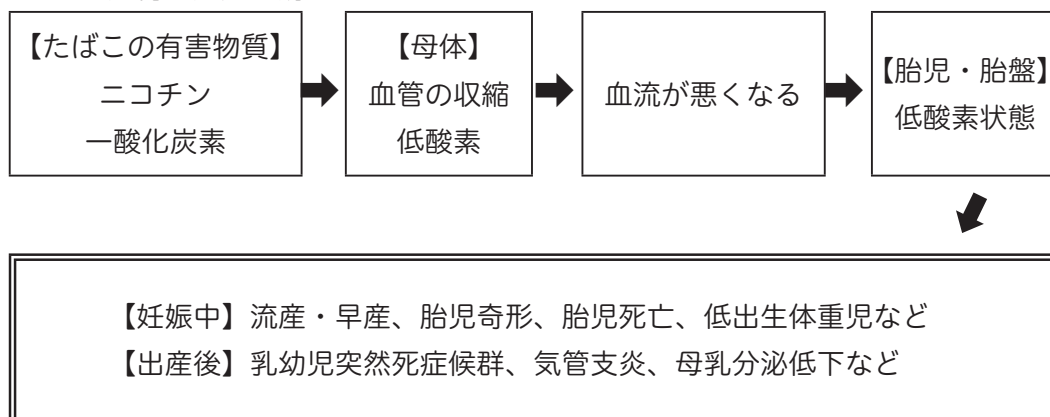 【たばこの有害物質】
ニコチン
一酸化炭素
【母体】
血管の収縮
低酸素
血流が悪くなる
【胎児・胎盤】
低酸素状態
【妊娠中】流産・早産、胎児奇形、胎児死亡、低出生体重児など
【出産後】乳幼児突然死症候群、気管支炎、母乳分泌低下など